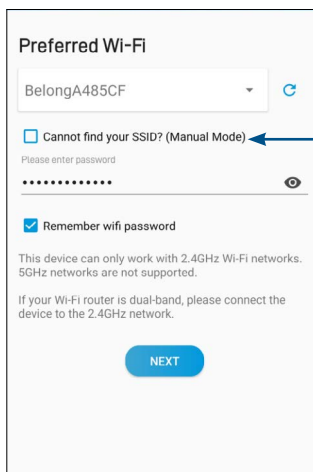 Preferred Wi-Fi
BelongA485CF
Cannot find your SSID? (Manual Mode)
Please enter password
•••••••••••••
Remember wifi password
This device can only work with 2.4GHz Wi-Fi networks.
5GHz networks are not supported.
If your Wi-Fi router is dual-band, please connect the
device to the 2.4GHz network.
NEXT